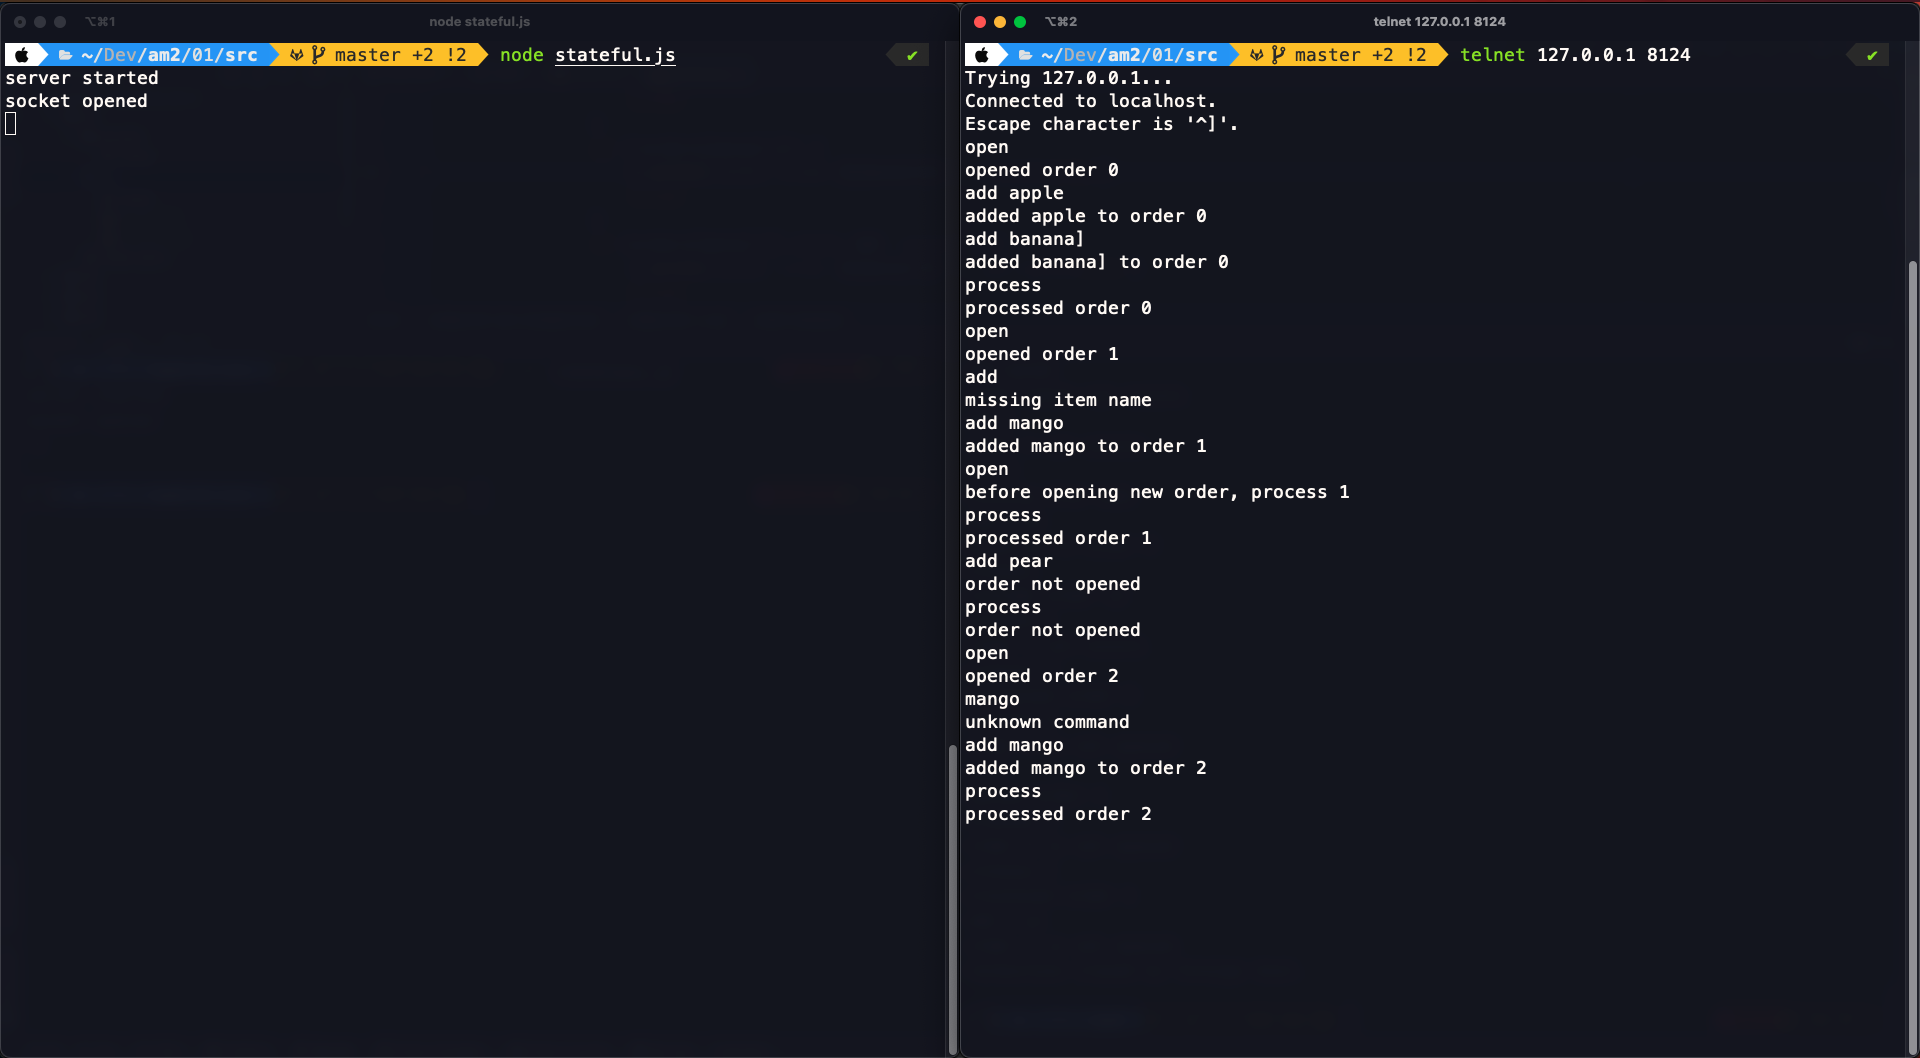 ⌥⌘1 node stateful.js
~/Dev/am2/01/src master +2 !2 node stateful.js ✔
server started
socket opened
⌥⌘2 telnet 127.0.0.1 8124
~/Dev/am2/01/src master +2 !2 telnet 127.0.0.1 8124 ✔
Trying 127.0.0.1...
Connected to localhost.
Escape character is '^]'.
open
opened order 0
add apple
added apple to order 0
add banana]
added banana] to order 0
process
processed order 0
open
opened order 1
add
missing item name
add mango
added mango to order 1
open
before opening new order, process 1
process
processed order 1
add pear
order not opened
process
order not opened
open
opened order 2
mango
unknown command
add mango
added mango to order 2
process
processed order 2